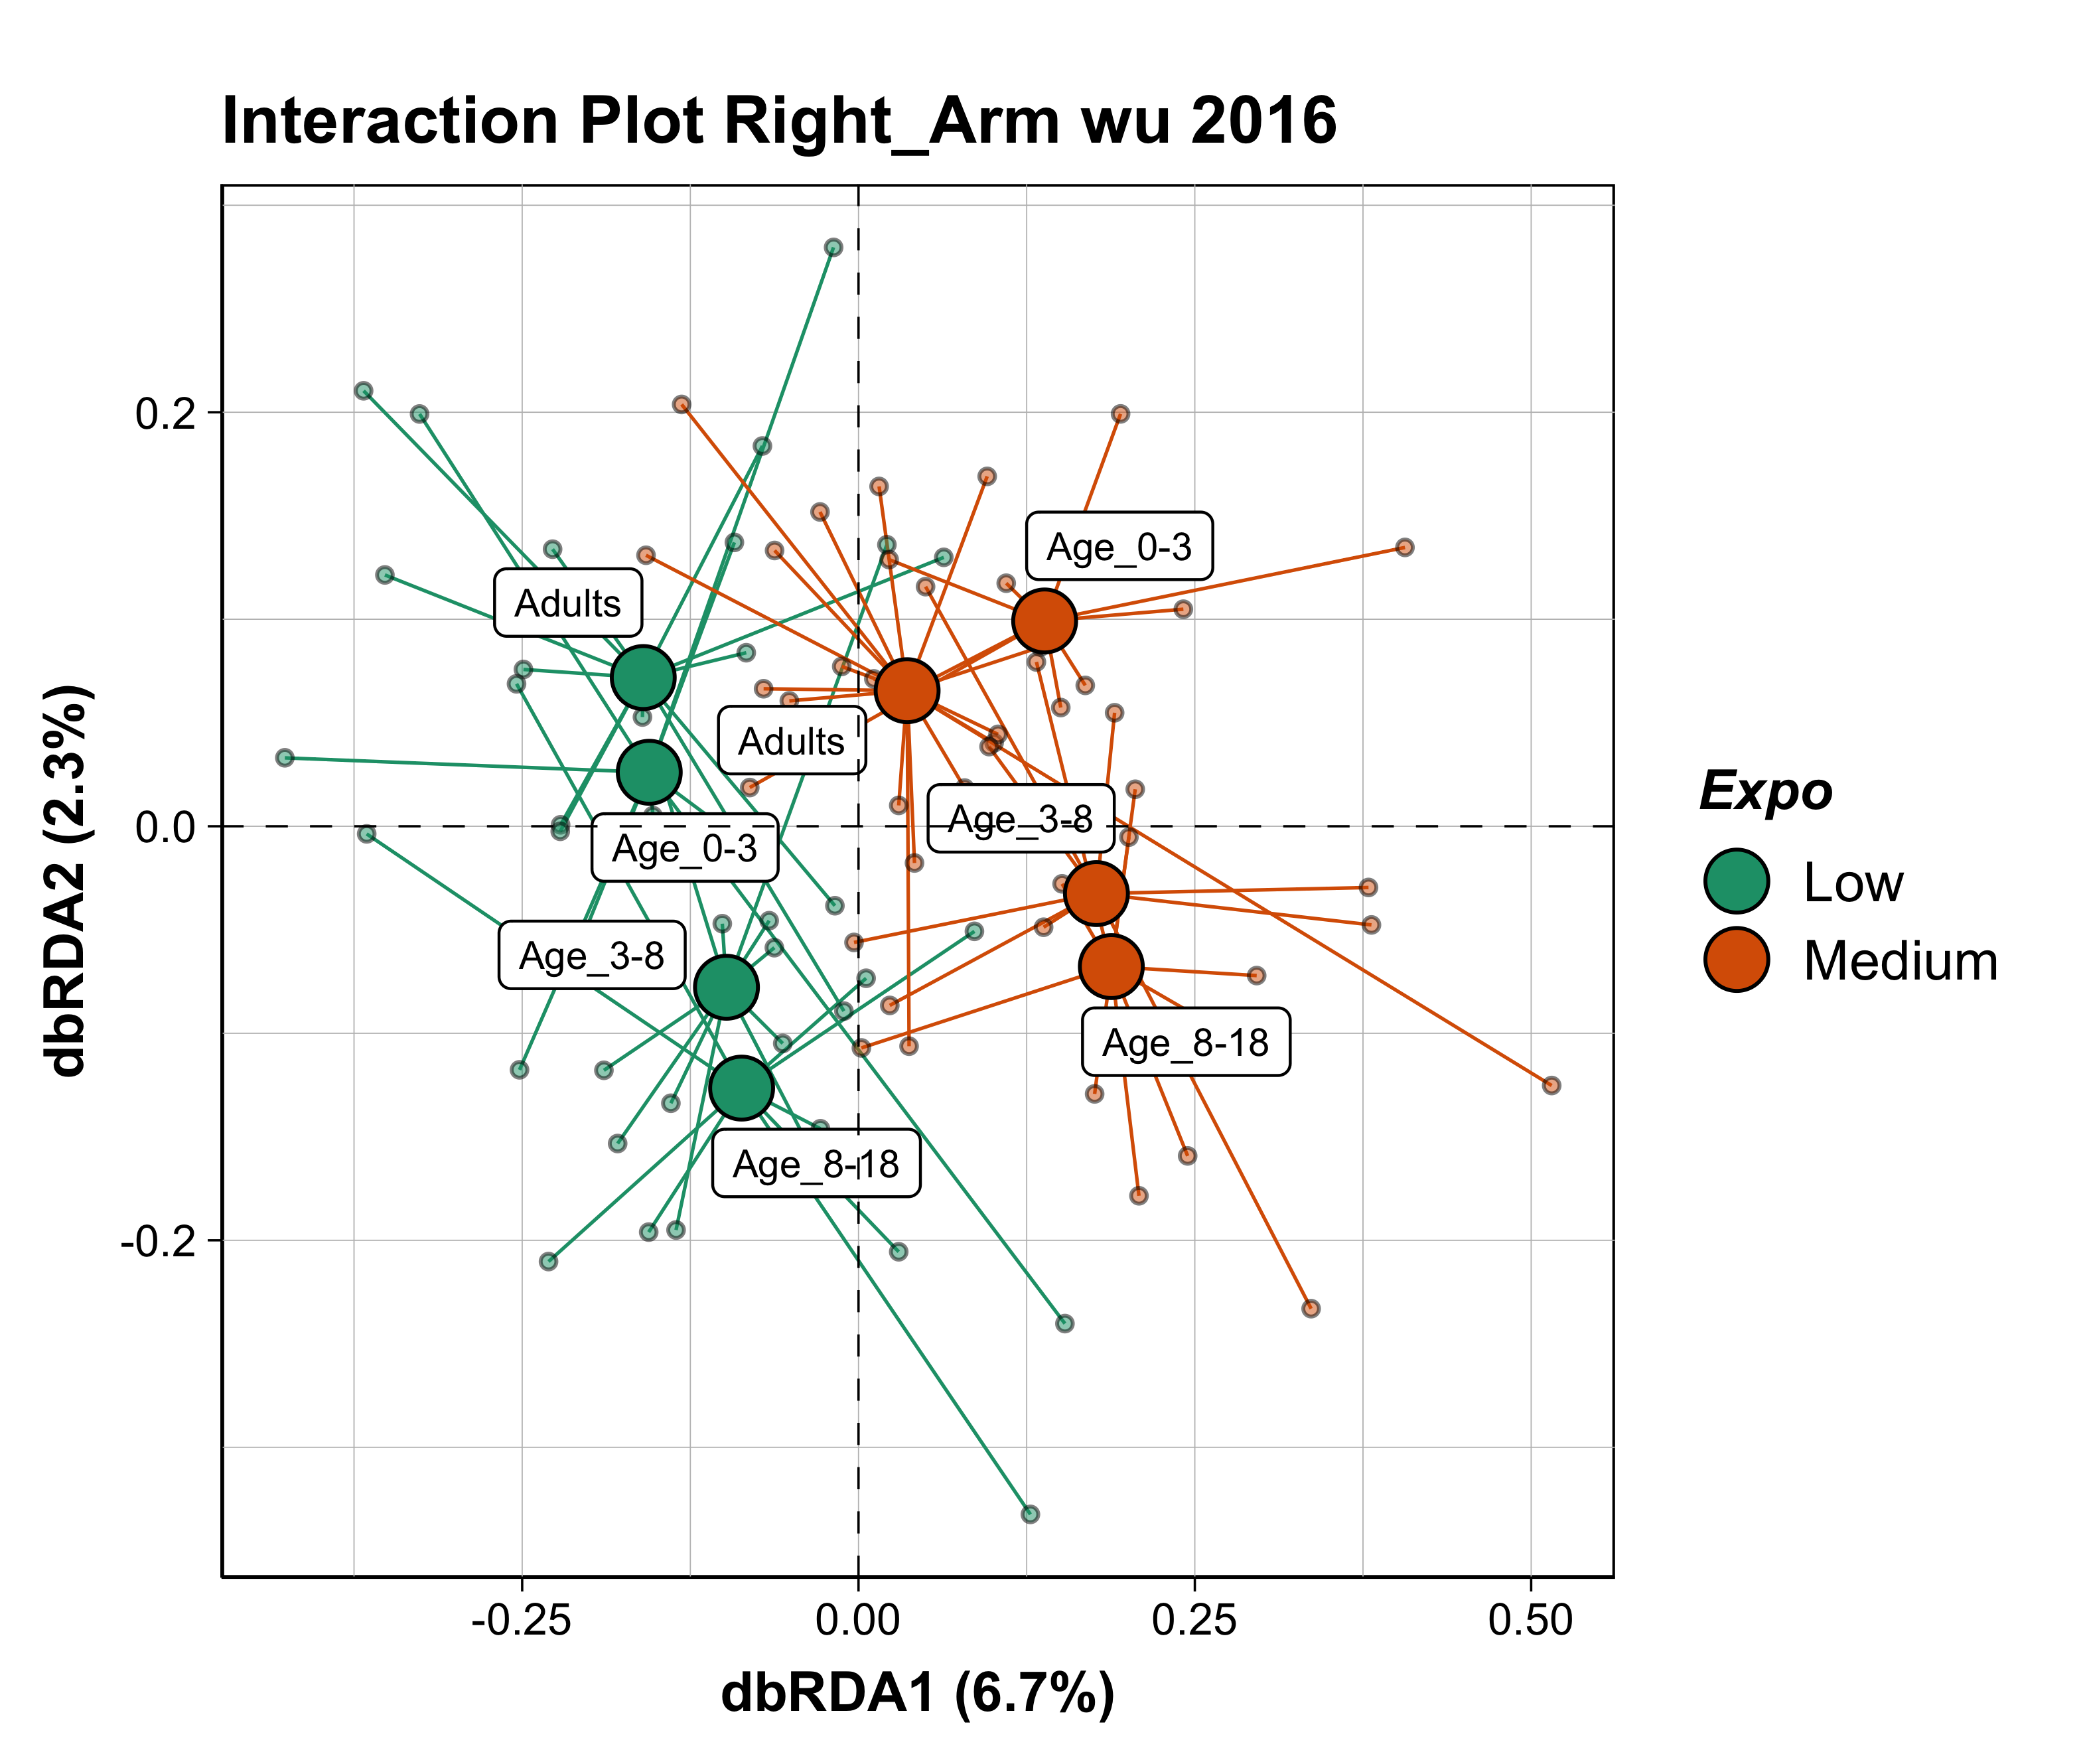 Interaction Plot Right_Arm wu 2016
Age_0-3
Adults
Adults
Age_3-8
Age_0-3
Age_3-8
Age_8-18
Age_8-18
0.2
0.0
-0.2
dbRDA2 (2.3%)
-0.25
0.00
0.25
0.50
dbRDA1 (6.7%)
Expo
Low
Medium